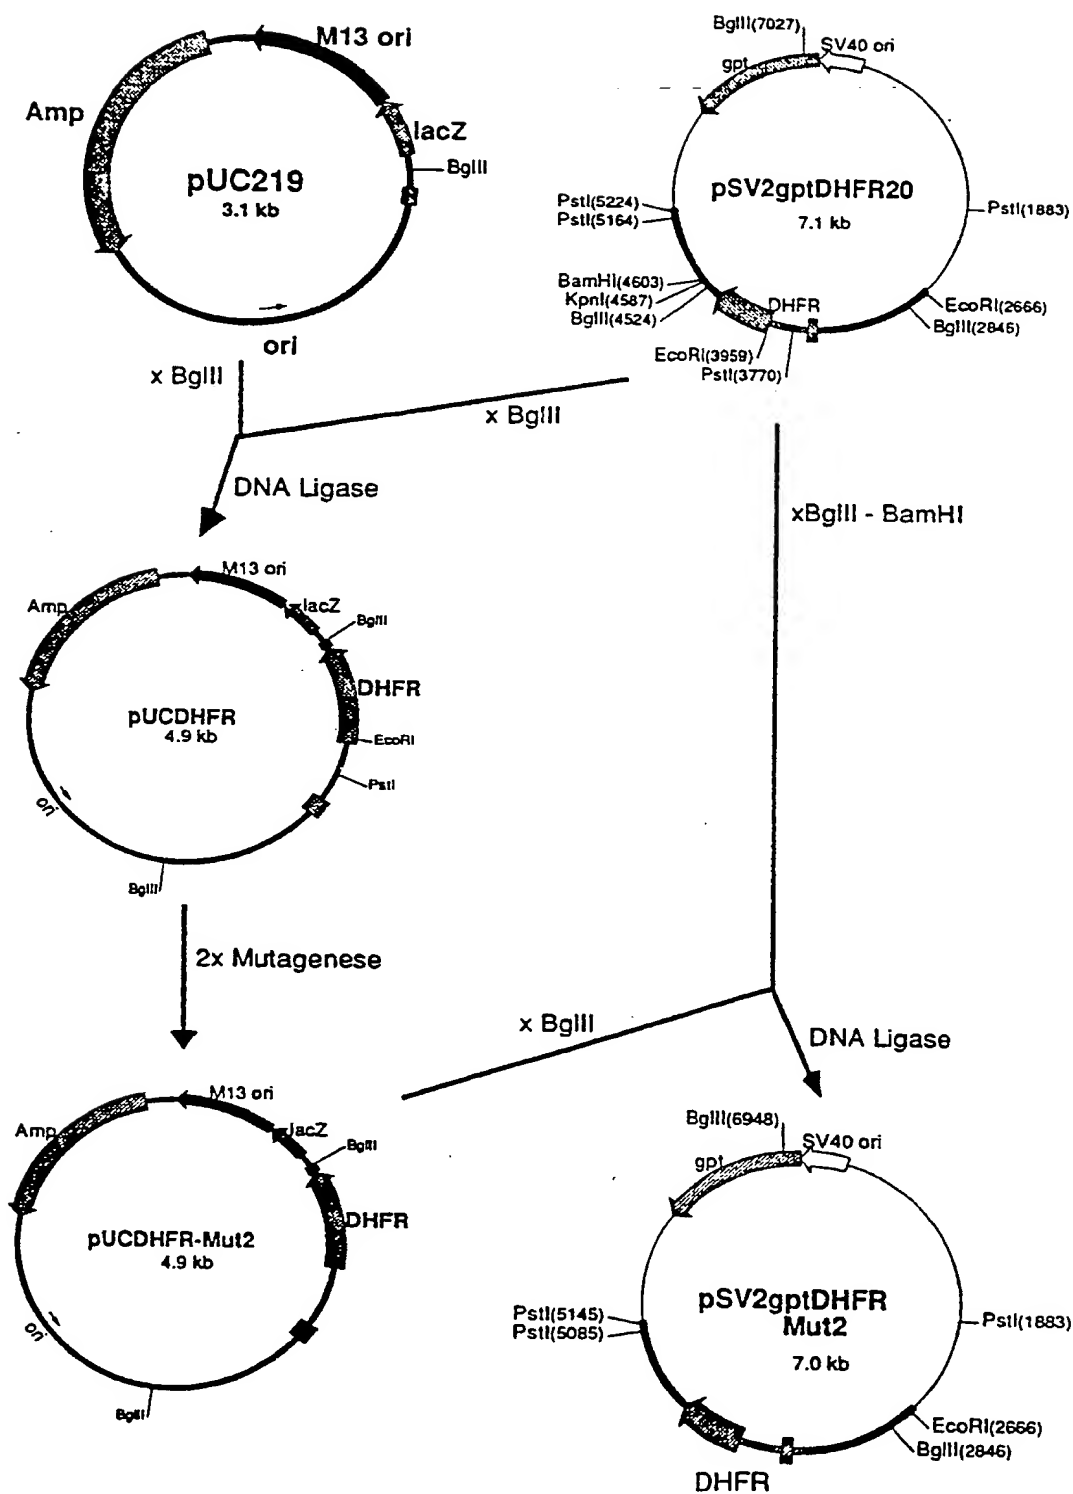 M13 ori
Amp
lacZ
BglII
pUC219
3.1 kb
ori
BglII(7027)
SV40 ori
gpt
pSV2gptDHFR20
7.1 kb
PstI(5224)
PstI(5164)
PstI(1883)
BamHI(4603)
KpnI(4587)
BglII(4524)
DHFR
EcoRI(2666)
BglII(2846)
EcoRI(3959)
PstI(3770)
x BglII
x BglII
DNA Ligase
xBglII - BamHI
M13 ori
Amp
lacZ
BglII
DHFR
pUCDHFR
4.9 kb
EcoRI
PstI
ori
BglII
2x Mutagenese
x BglII
DNA Ligase
M13 ori
Amp
lacZ
BglII
DHFR
pUCDHFR-Mut2
4.9 kb
ori
BglII
BglII(6948)
SV40 ori
gpt
pSV2gptDHFR
Mut2
7.0 kb
PstI(5145)
PstI(5085)
PstI(1883)
EcoRI(2666)
BglII(2846)
DHFR